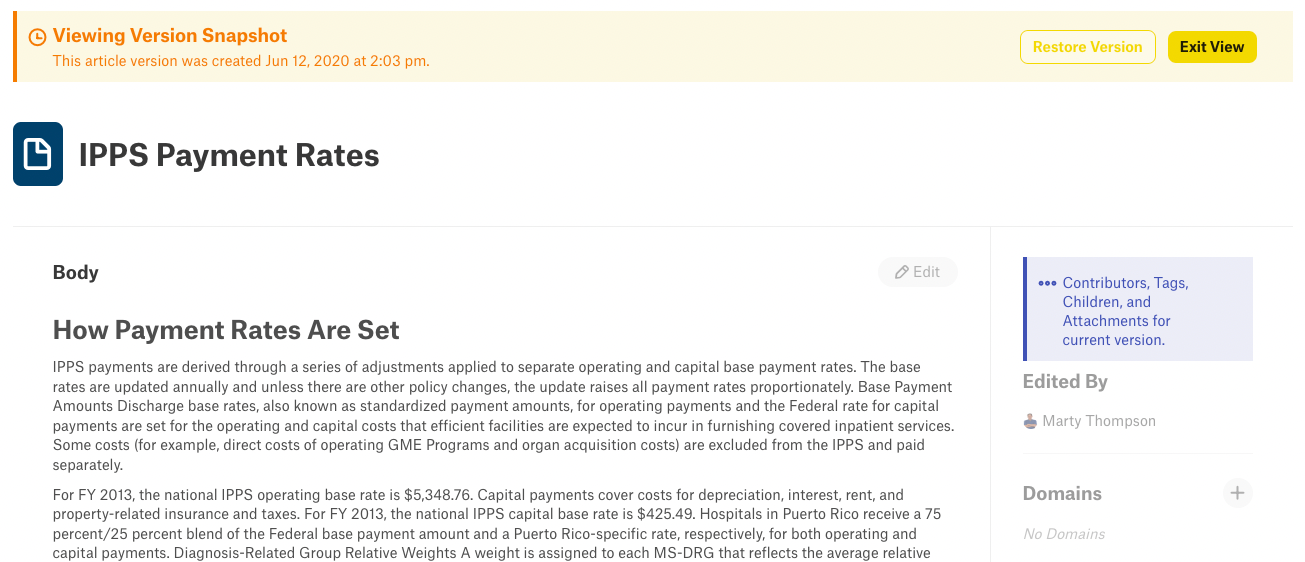 Viewing Version Snapshot
This article version was created Jun 12, 2020 at 2:03 pm.
Restore Version
Exit View
IPPS Payment Rates
Body
Edit
How Payment Rates Are Set
IPPS payments are derived through a series of adjustments applied to separate operating and capital base payment rates. The base
rates are updated annually and unless there are other policy changes, the update raises all payment rates proportionately. Base Payment
Amounts Discharge base rates, also known as standardized payment amounts, for operating payments and the Federal rate for capital
payments are set for the operating and capital costs that efficient facilities are expected to incur in furnishing covered inpatient services.
Some costs (for example, direct costs of operating GME Programs and organ acquisition costs) are excluded from the IPPS and paid
separately.
For FY 2013, the national IPPS operating base rate is $5,348.76. Capital payments cover costs for depreciation, interest, rent, and
property-related insurance and taxes. For FY 2013, the national IPPS capital base rate is $425.49. Hospitals in Puerto Rico receive a 75
percent/25 percent blend of the Federal base payment amount and a Puerto Rico-specific rate, respectively, for both operating and
capital payments. Diagnosis-Related Group Relative Weights A weight is assigned to each MS-DRG that reflects the average relative
Contributors, Tags,
Children, and
Attachments for
current version.
Edited By
Marty Thompson
Domains
No Domains